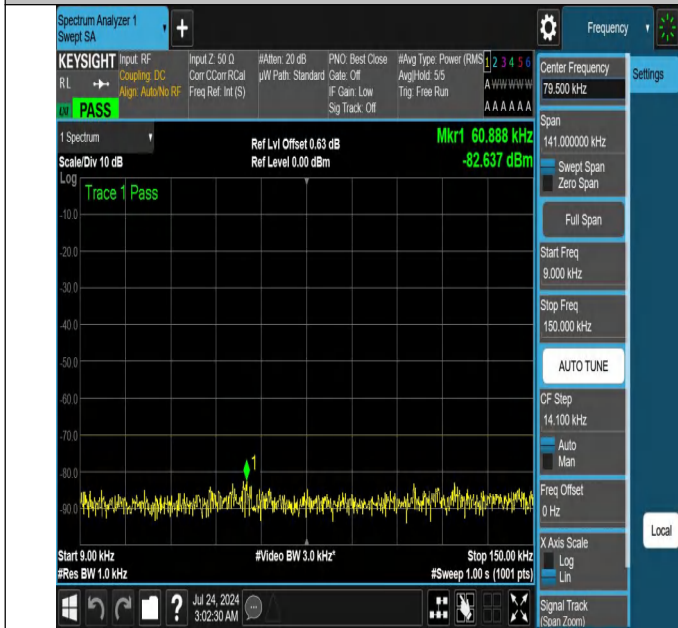 Spectrum Analyzer 1
Swept SA
+
Frequency
KEYSIGHT
RL
LXI
PASS
Input: RF
Coupling: DC
Align: Auto/No RF
Input Z: 50 Ω
Corr CCorr RCal
Freq Ref: Int (S)
#Atten: 20 dB
µW Path: Standard
PNO: Best Close
Gate: Off
IF Gain: Low
Sig Track: Off
#Avg Type: Power (RMS
Avg|Hold: 5/5
Trig: Free Run
1 2 3 4 5 6
A W W W W W
A A A A A A
Center Frequency
79.500 kHz
Settings
Span
141.000000 kHz
Swept Span
Zero Span
Full Span
Start Freq
9.000 kHz
Stop Freq
150.000 kHz
AUTO TUNE
CF Step
14.100 kHz
Auto
Man
Freq Offset
0 Hz
X Axis Scale
Log
Lin
Local
Signal Track
(Span Zoom)
1 Spectrum
Scale/Div 10 dB
Ref Lvl Offset 0.63 dB
Ref Level 0.00 dBm
Mkr1 60.888 kHz
-82.637 dBm
Log
Trace 1 Pass
-10.0
-20.0
-30.0
-40.0
-50.0
-60.0
-70.0
-80.0
-90.0
1
Start 9.00 kHz
#Res BW 1.0 kHz
#Video BW 3.0 kHz*
Stop 150.00 kHz
#Sweep 1.00 s (1001 pts)
?
Jul 24, 2024
3:02:30 AM